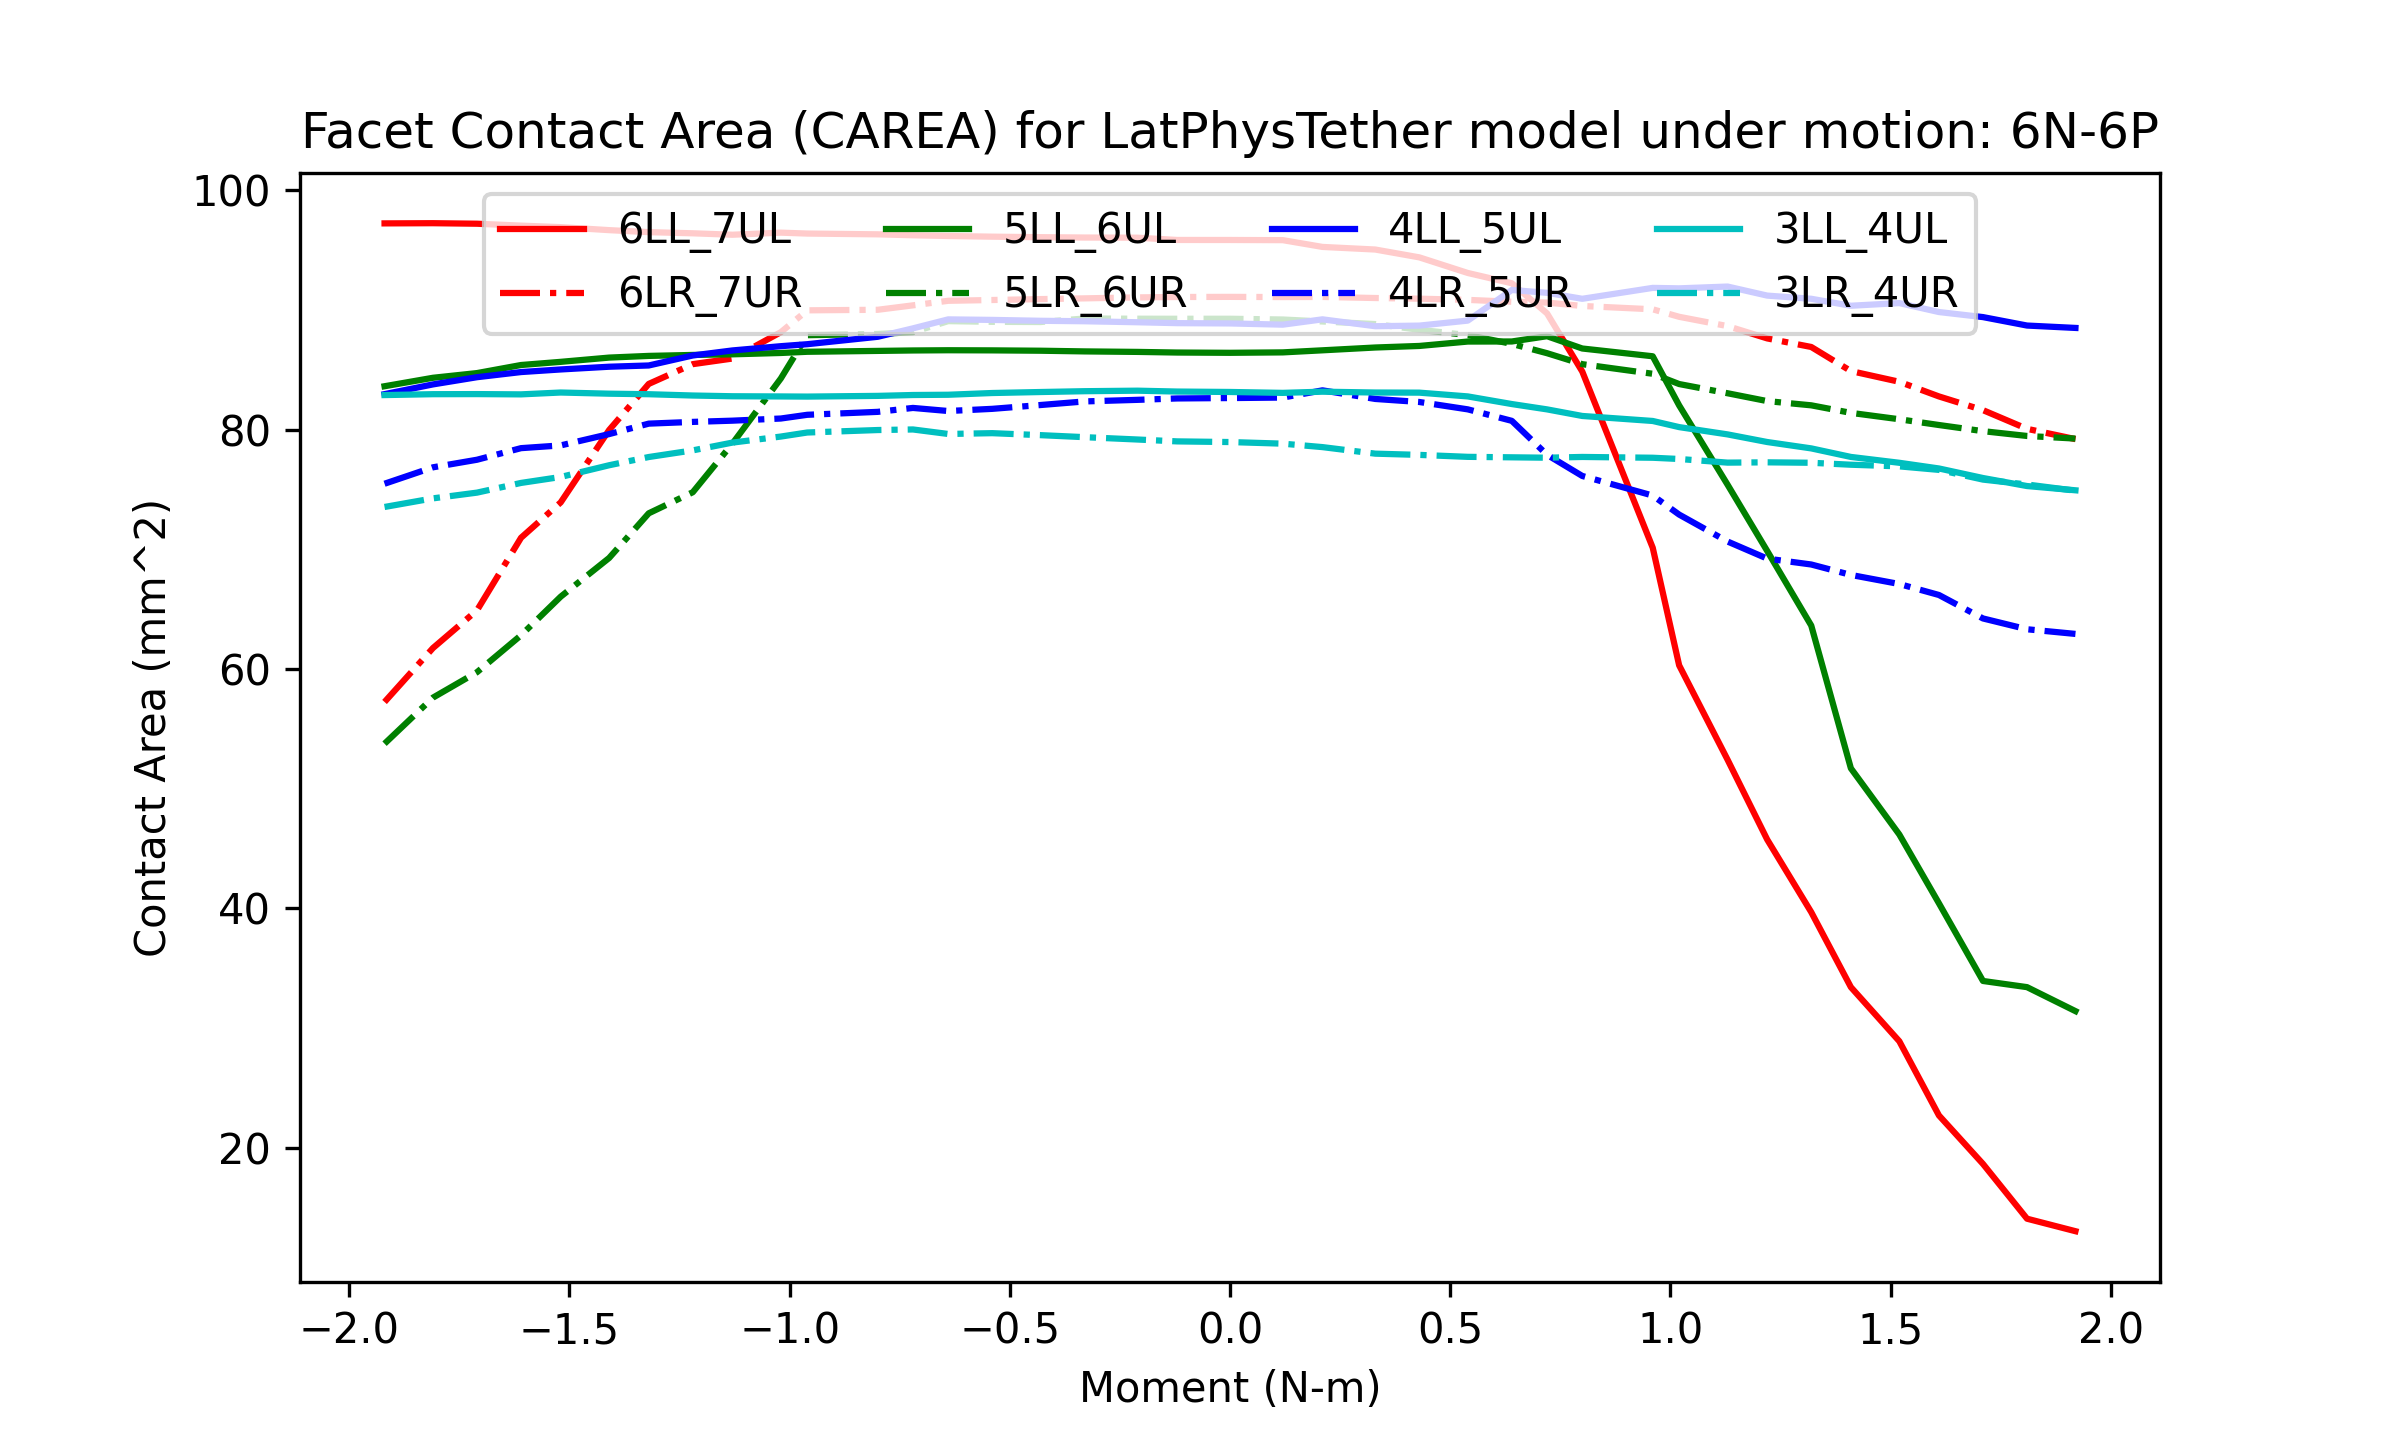 Facet Contact Area (CAREA) for LatPhysTether model under motion: 6N-6P
6LL_7UL 5LL_6UL 4LL_5UL 3LL_4UL
6LR_7UR 5LR_6UR 4LR_5UR 3LR_4UR
100
80
60
40
20
Contact Area (mm^2)
−2.0 −1.5 −1.0 −0.5 0.0 0.5 1.0 1.5 2.0
Moment (N-m)